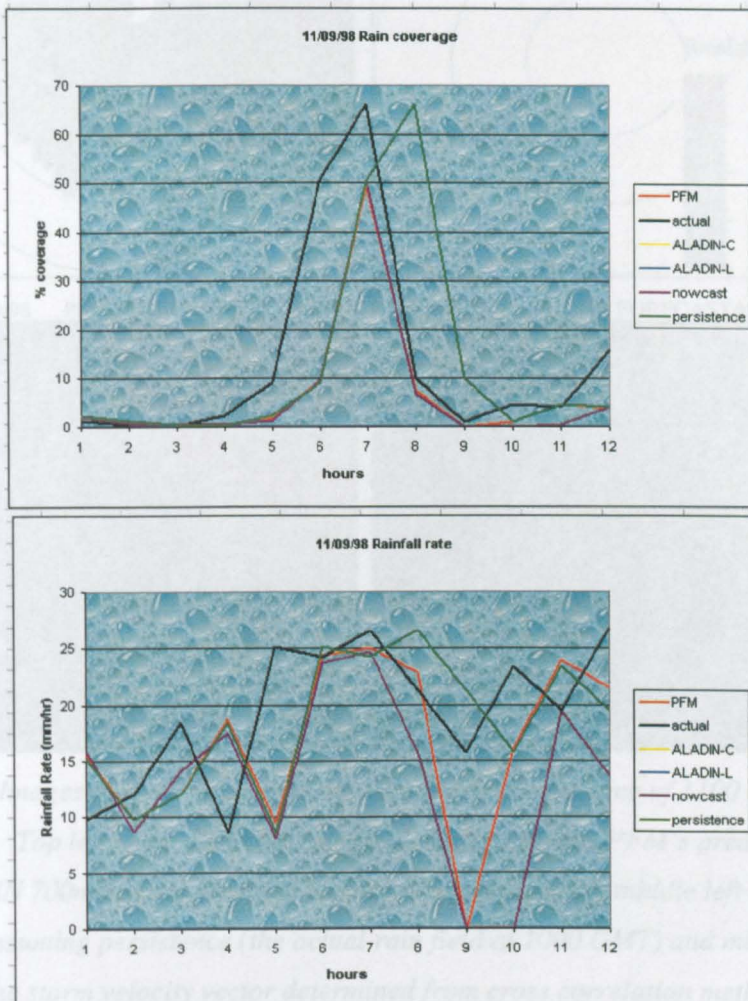 11/09/98 Rain coverage
70
60
50
40
30
20
10
0
% coverage
1 2 3 4 5 6 7 8 9 10 11 12
hours
PFM
actual
ALADIN-C
ALADIN-L
nowcast
persistence
11/09/98 Rainfall rate
30
25
20
15
10
5
0
Rainfall Rate (mm/hr)
1 2 3 4 5 6 7 8 9 10 11 12
hours
PFM
actual
ALADIN-C
ALADIN-L
nowcast
persistence